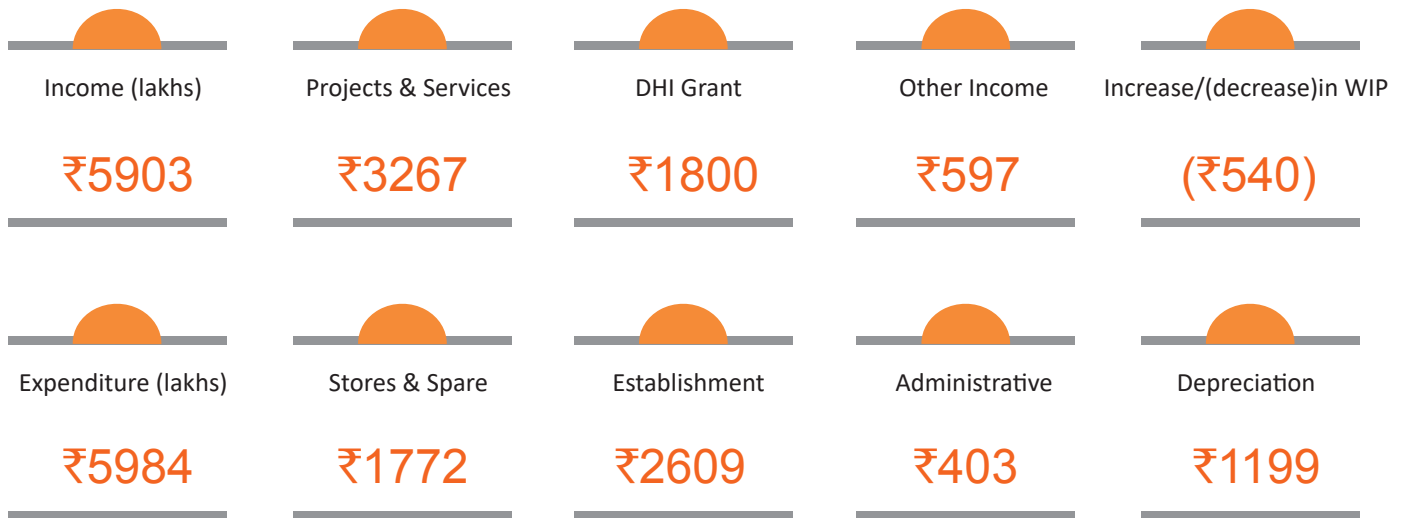 Income (lakhs) Projects & Services DHI Grant Other Income Increase/(decrease)in WIP
₹5903 ₹3267 ₹1800 ₹597 (₹540)
Expenditure (lakhs) Stores & Spare Establishment Administrative Depreciation
₹5984 ₹1772 ₹2609 ₹403 ₹1199